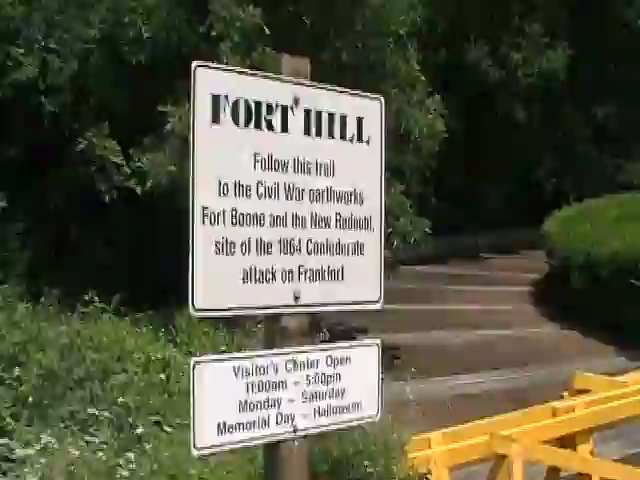 FORT HILL
Follow this trail
to the Civil War earthworks
Fort Boone and the New Redoubt,
site of the 1864 Confederate
attack on Frankfort
Visitor's Center Open
11:00am - 5:00pm
Monday - Saturday
Memorial Day - Halloween